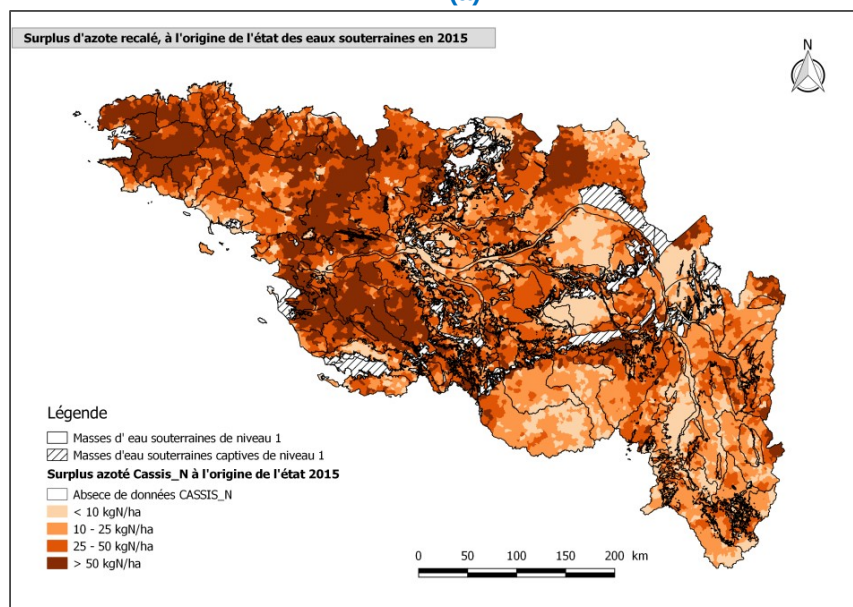 Surplus d'azote recalé, à l'origine de l'état des eaux souterraines en 2015
N
Légende
Masses d' eau souterraines de niveau 1
Masses d'eau souterraines captives de niveau 1
Surplus azoté Cassis_N à l'origine de l'état 2015
Absece de données CASSIS_N
< 10 kgN/ha
10 - 25 kgN/ha
25 - 50 kgN/ha
> 50 kgN/ha
0 50 100 150 200 km